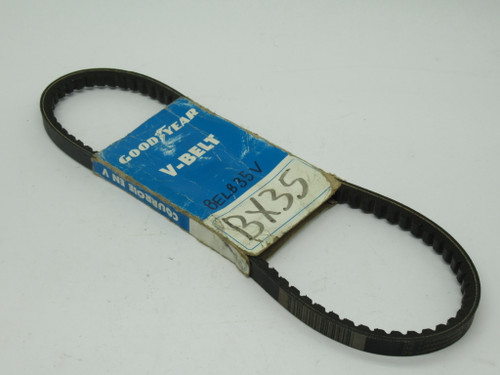 GOODYEAR
V-BELT
BELB35V
BX35
COURROIE EN V